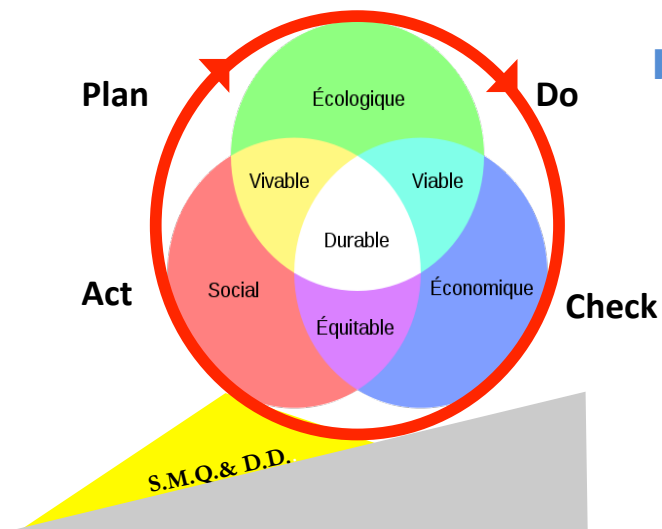 Plan
Do
Écologique
Vivable
Viable
Durable
Act
Social
Économique
Check
Équitable
S.M.Q.& D.D.